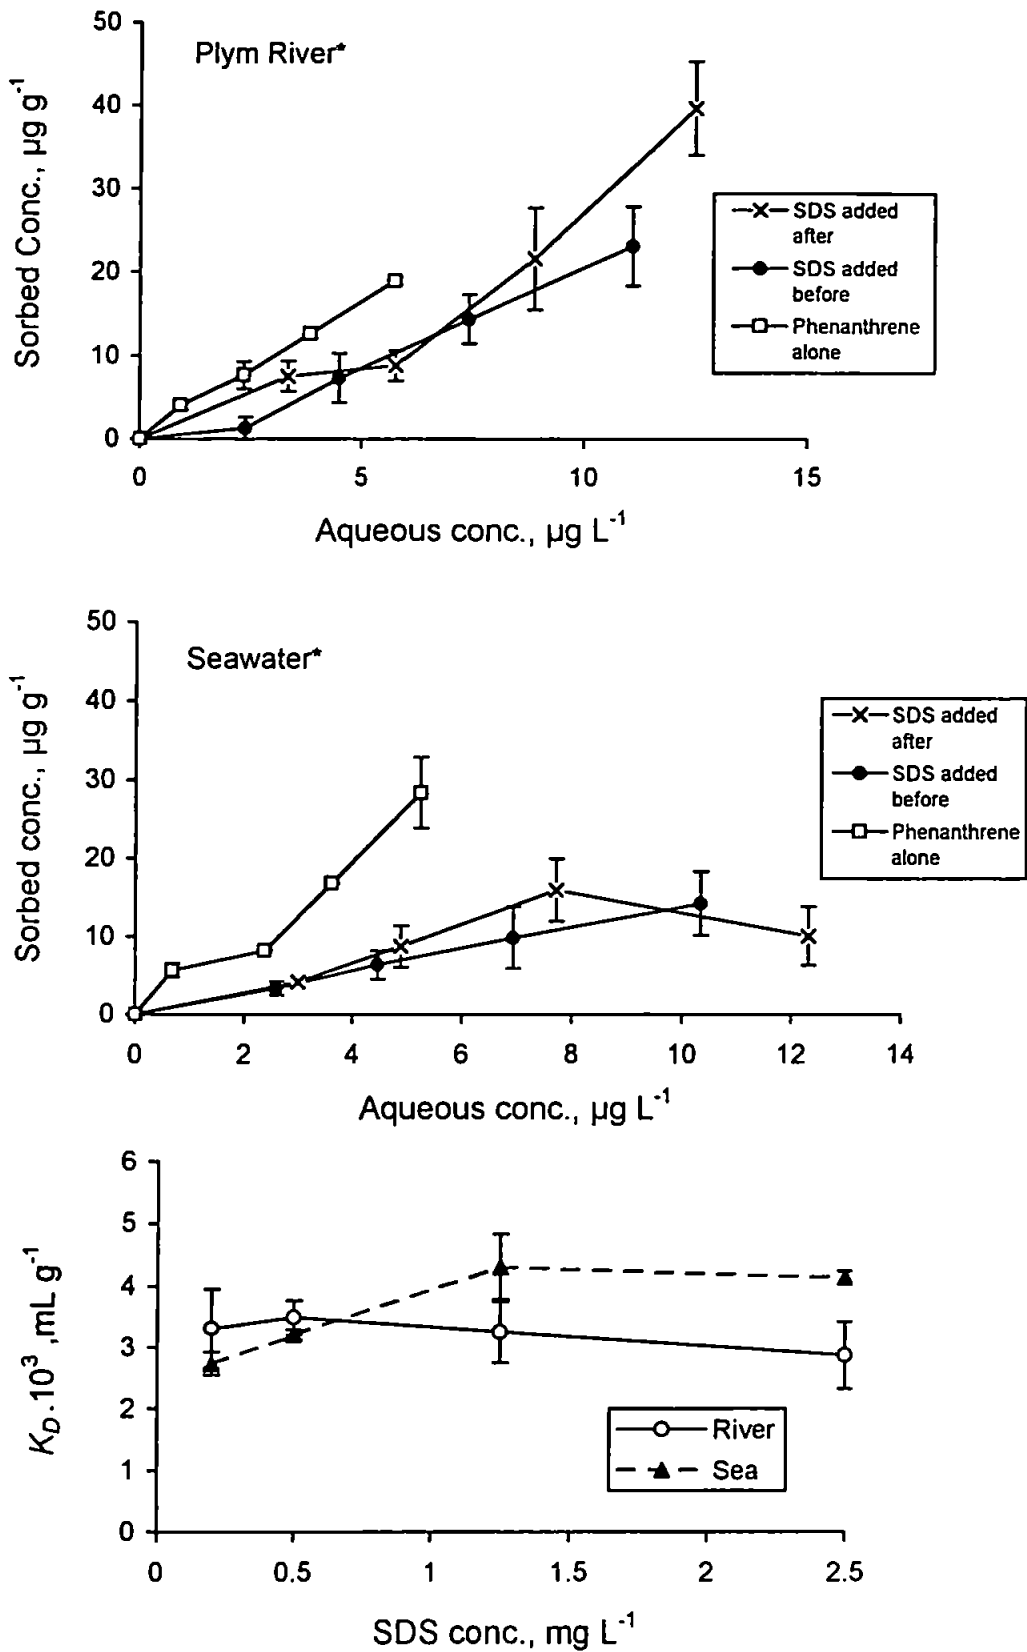 50
Plym River*
40
30
20
10
0
Sorbed Conc., µg g-1
SDS added
after
SDS added
before
Phenanthrene
alone
0 5 10 15
Aqueous conc., µg L-1
50
Seawater*
40
30
20
10
0
Sorbed conc., µg g-1
SDS added
after
SDS added
before
Phenanthrene
alone
0 2 4 6 8 10 12 14
Aqueous conc., µg L-1
6
5
4
3
2
1
0
KD.10³ ,mL g-1
River
Sea
0 0.5 1 1.5 2 2.5
SDS conc., mg L-1